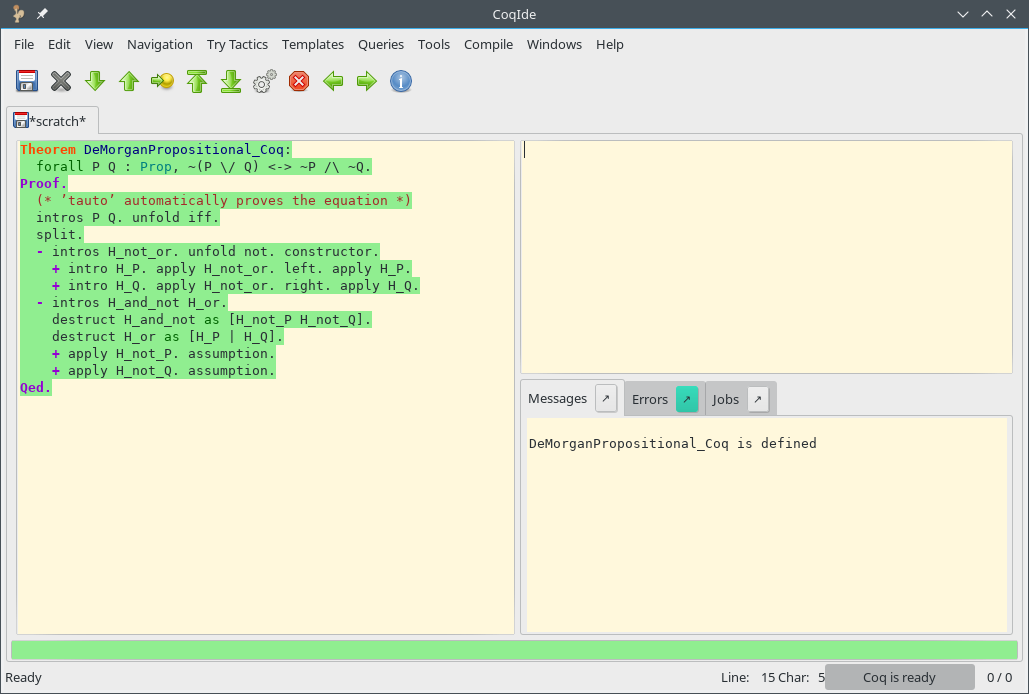 CoqIde
File Edit View Navigation Try Tactics Templates Queries Tools Compile Windows Help
*scratch*
Theorem DeMorganPropositional_Coq:
  forall P Q : Prop, ~(P \/ Q) <-> ~P /\ ~Q.
Proof.
  (* ’tauto’ automatically proves the equation *)
  intros P Q. unfold iff.
  split.
  - intros H_not_or. unfold not. constructor.
    + intro H_P. apply H_not_or. left. apply H_P.
    + intro H_Q. apply H_not_or. right. apply H_Q.
  - intros H_and_not H_or.
    destruct H_and_not as [H_not_P H_not_Q].
    destruct H_or as [H_P | H_Q].
    + apply H_not_P. assumption.
    + apply H_not_Q. assumption.
Qed.
Messages ↗ Errors ↗ Jobs ↗
DeMorganPropositional_Coq is defined
Ready Line: 15 Char: 5 Coq is ready 0 / 0